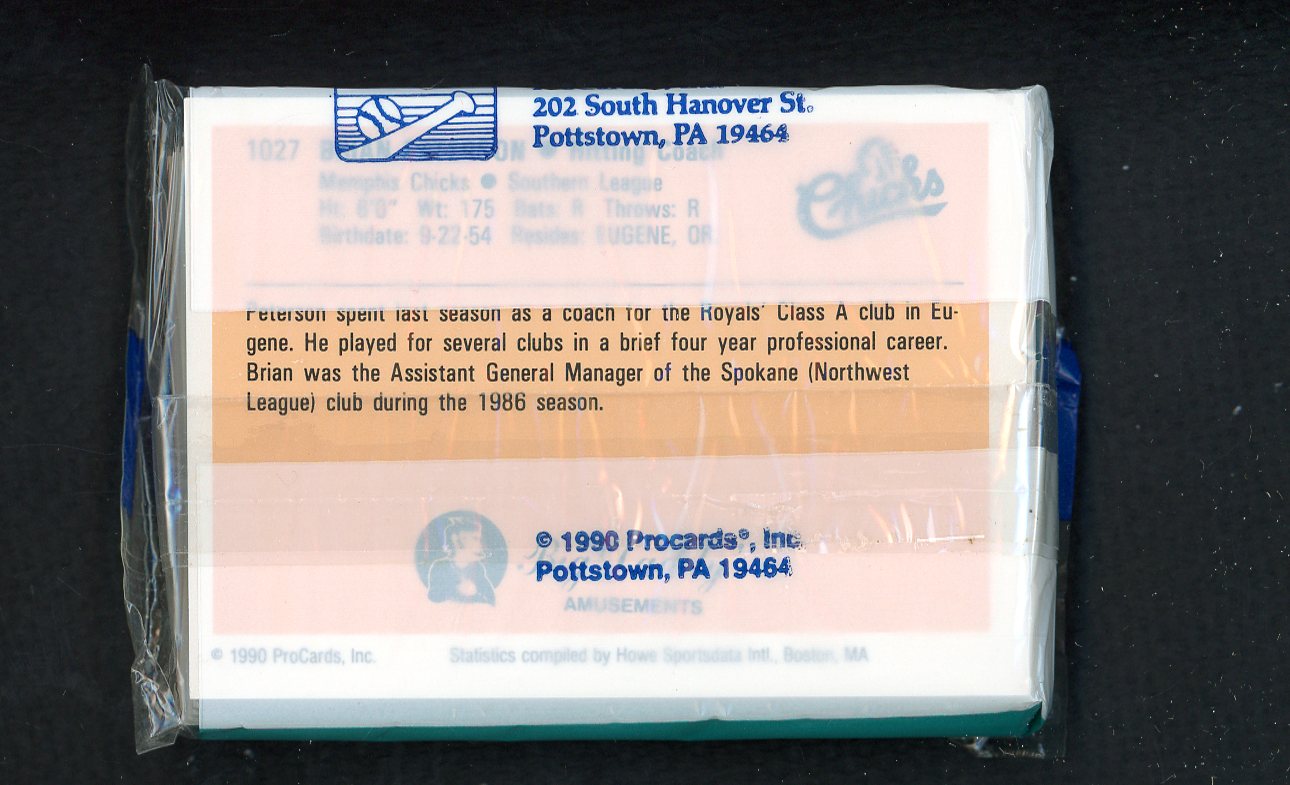 202 South Hanover St.
Pottstown, PA 19464
1027 BRIAN PETERSON ● Hitting Coach
Memphis Chicks ● Southern League
Ht: 6'0" Wt: 175 Bats: R Throws: R
Birthdate: 9-22-54 Resides: EUGENE, OR
Chicks
Peterson spent last season as a coach for the Royals' Class A club in Eu-
gene. He played for several clubs in a brief four year professional career.
Brian was the Assistant General Manager of the Spokane (Northwest
League) club during the 1986 season.
© 1990 Procards®, Inc.
Pottstown, PA 19464
AMUSEMENTS
© 1990 ProCards, Inc.
Statistics compiled by Howe Sportsdata Intl., Boston, MA